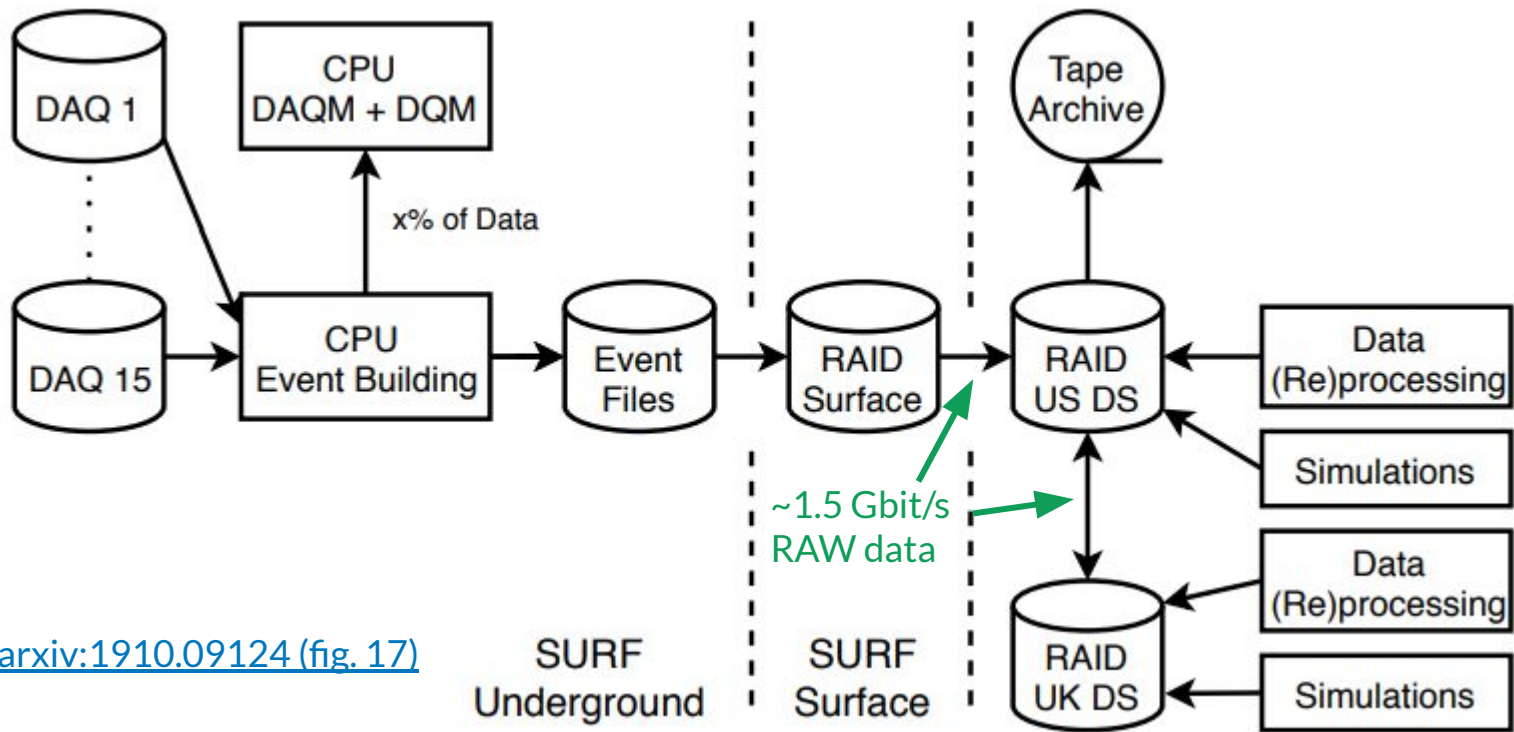 DAQ 1
CPU
DAQM + DQM
Tape
Archive
x% of Data
DAQ 15
CPU
Event Building
Event
Files
RAID
Surface
RAID
US DS
Data
(Re)processing
Simulations
~1.5 Gbit/s
RAW data
Data
(Re)processing
RAID
UK DS
Simulations
arxiv:1910.09124 (fig. 17)
SURF
Underground
SURF
Surface